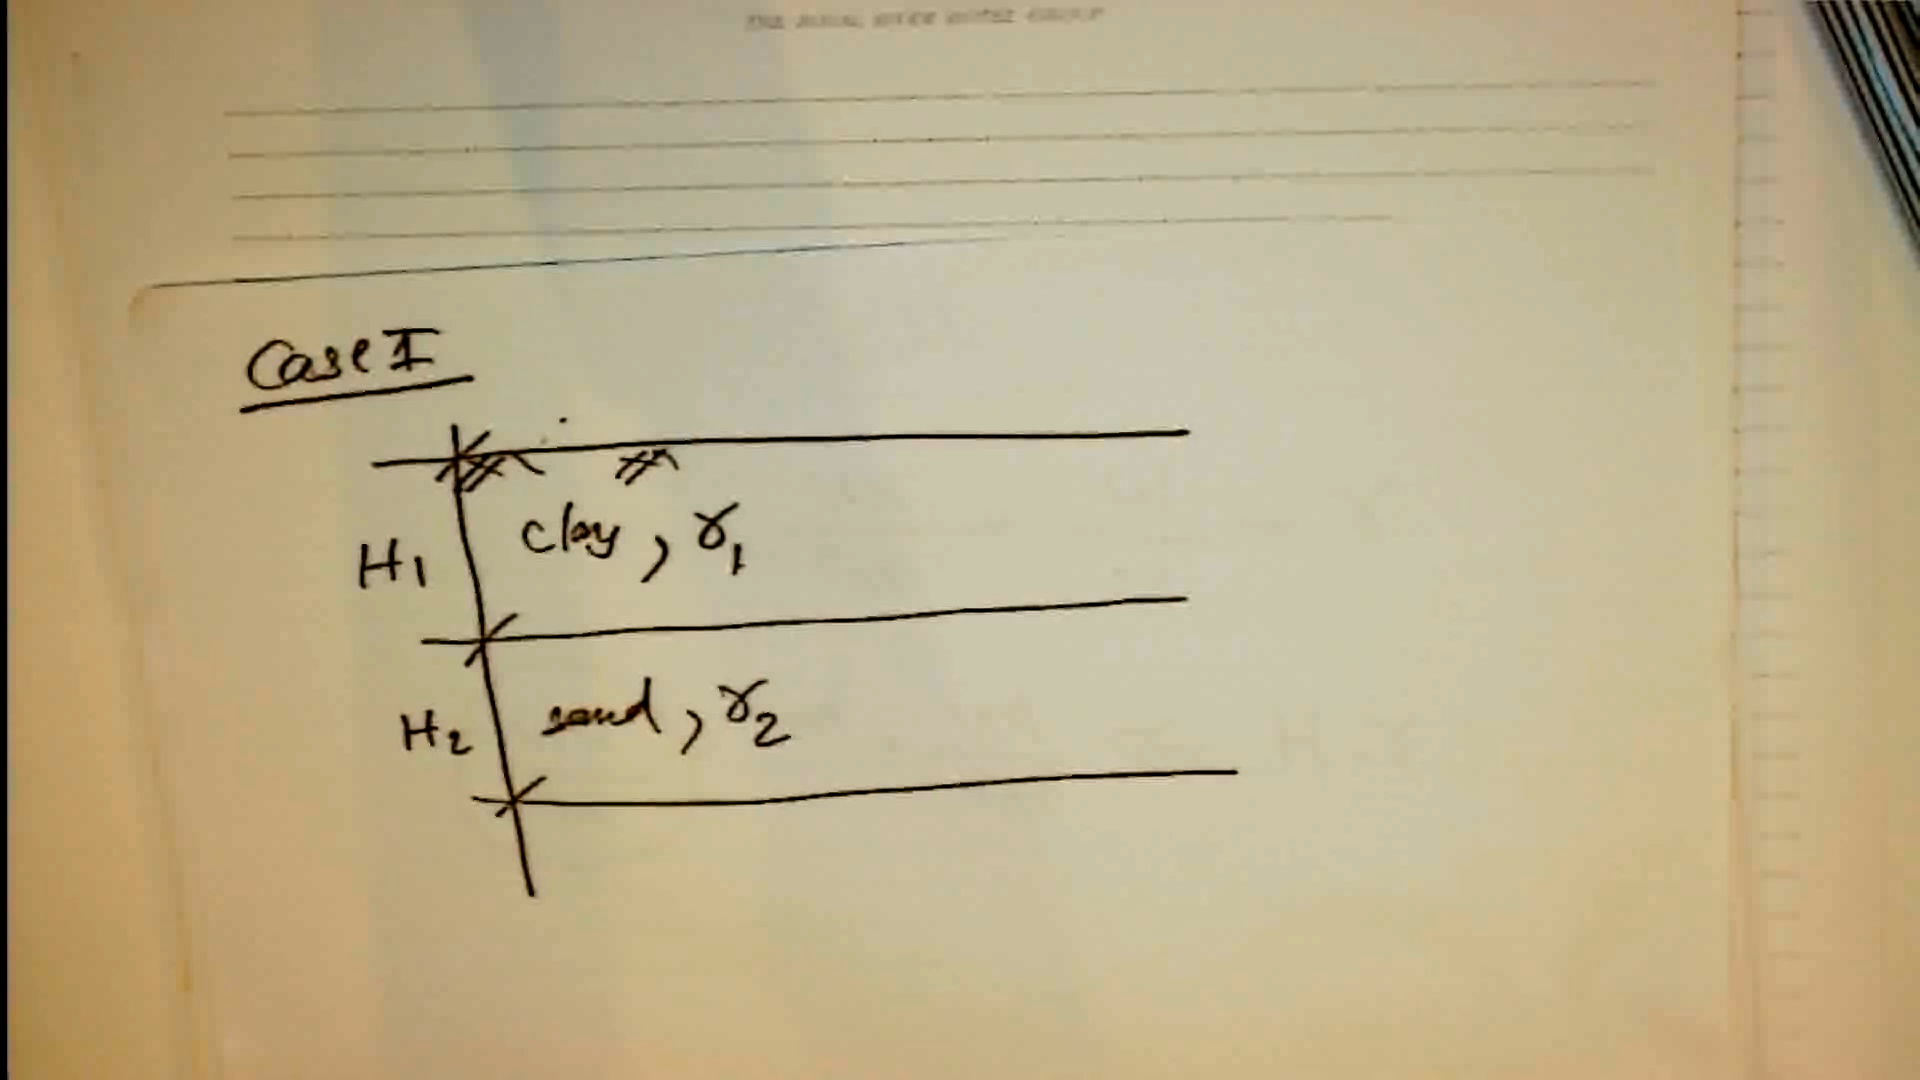 Case I
H1 clay, γ1
H2 sand, γ2